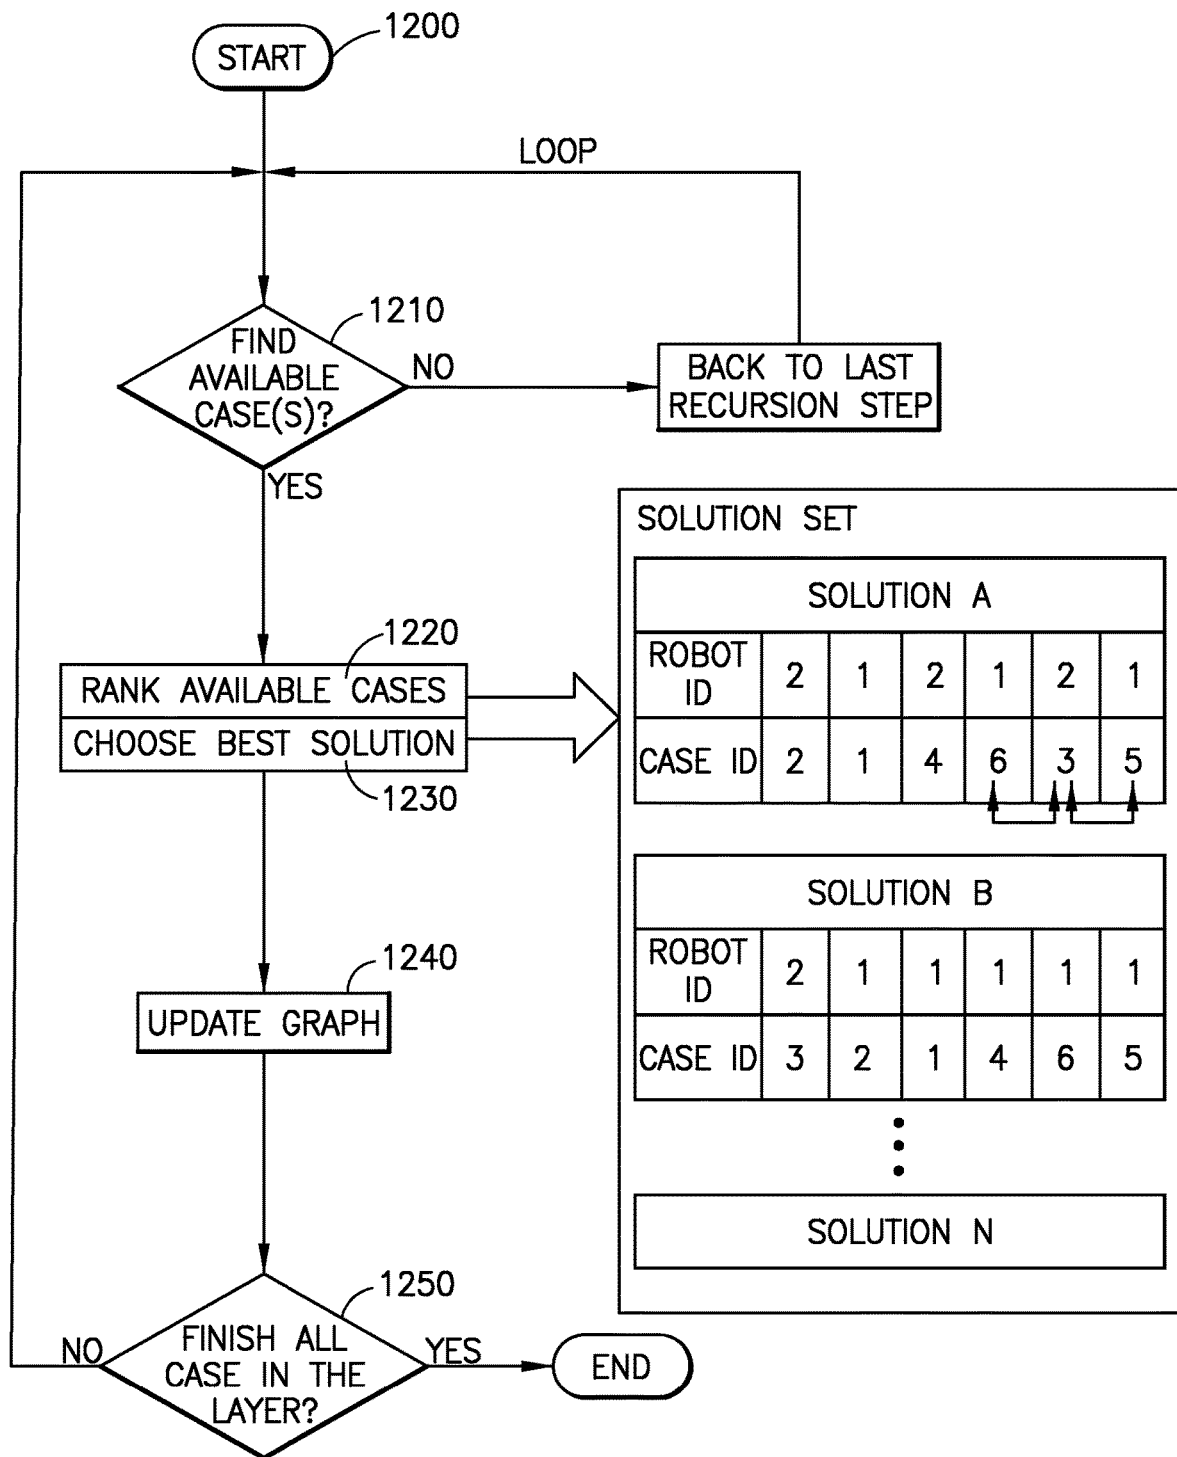 START
1200
LOOP
1210
FIND
AVAILABLE
CASE(S)?
NO
BACK TO LAST
RECURSION STEP
YES
SOLUTION SET
SOLUTION A
ROBOT ID 2 1 2 1 2 1
CASE ID 2 1 4 6 3 5
1220
RANK AVAILABLE CASES
CHOOSE BEST SOLUTION
1230
SOLUTION B
ROBOT ID 2 1 1 1 1 1
CASE ID 3 2 1 4 6 5
1240
UPDATE GRAPH
SOLUTION N
1250
FINISH ALL
CASE IN THE
LAYER?
NO
YES
END